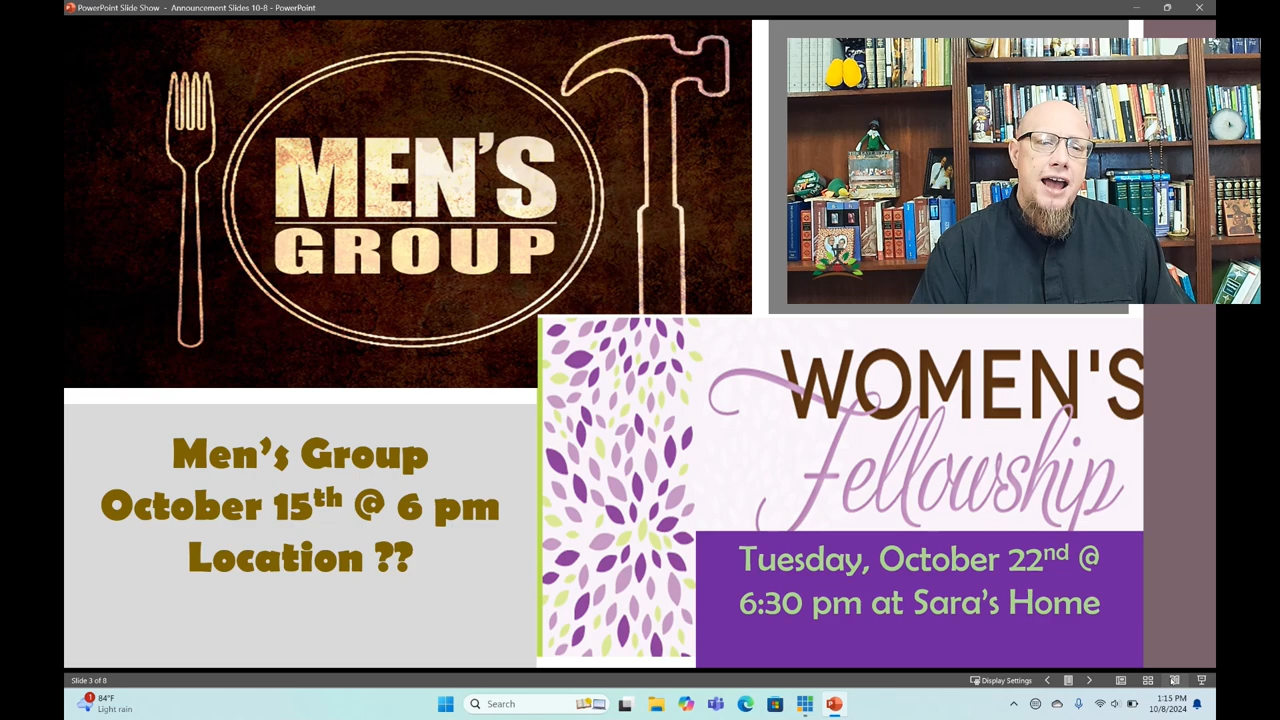 PowerPoint Slide Show - Announcement Slides 10-8 - PowerPoint
MEN'S
GROUP
WOMEN'S
Fellowship
Men's Group
October 15th @ 6 pm
Location ??
Tuesday, October 22nd @
6:30 pm at Sara's Home
Slide 3 of 8
Display Settings
1
84°F
Light rain
Search
1:15 PM
10/8/2024